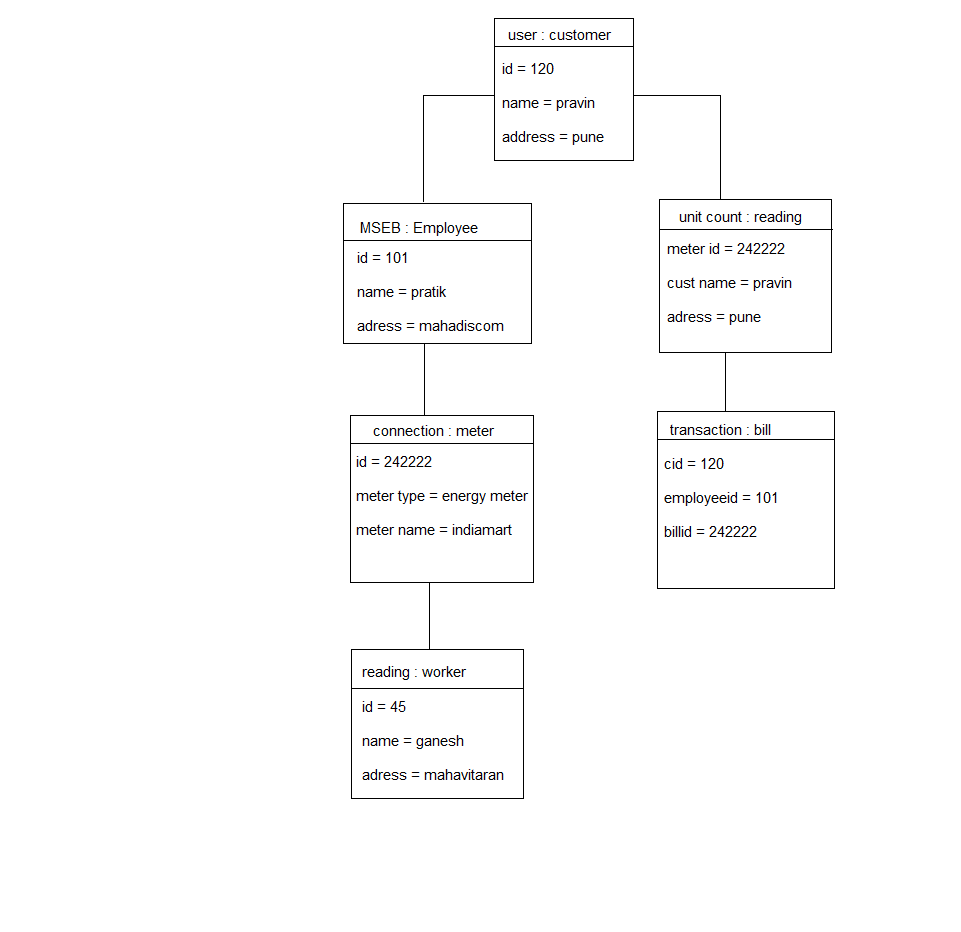 user : customer
id = 120
name = pravin
address = pune
MSEB : Employee
id = 101
name = pratik
adress = mahadiscom
unit count : reading
meter id = 242222
cust name = pravin
adress = pune
connection : meter
id = 242222
meter type = energy meter
meter name = indiamart
transaction : bill
cid = 120
employeeid = 101
billid = 242222
reading : worker
id = 45
name = ganesh
adress = mahavitaran